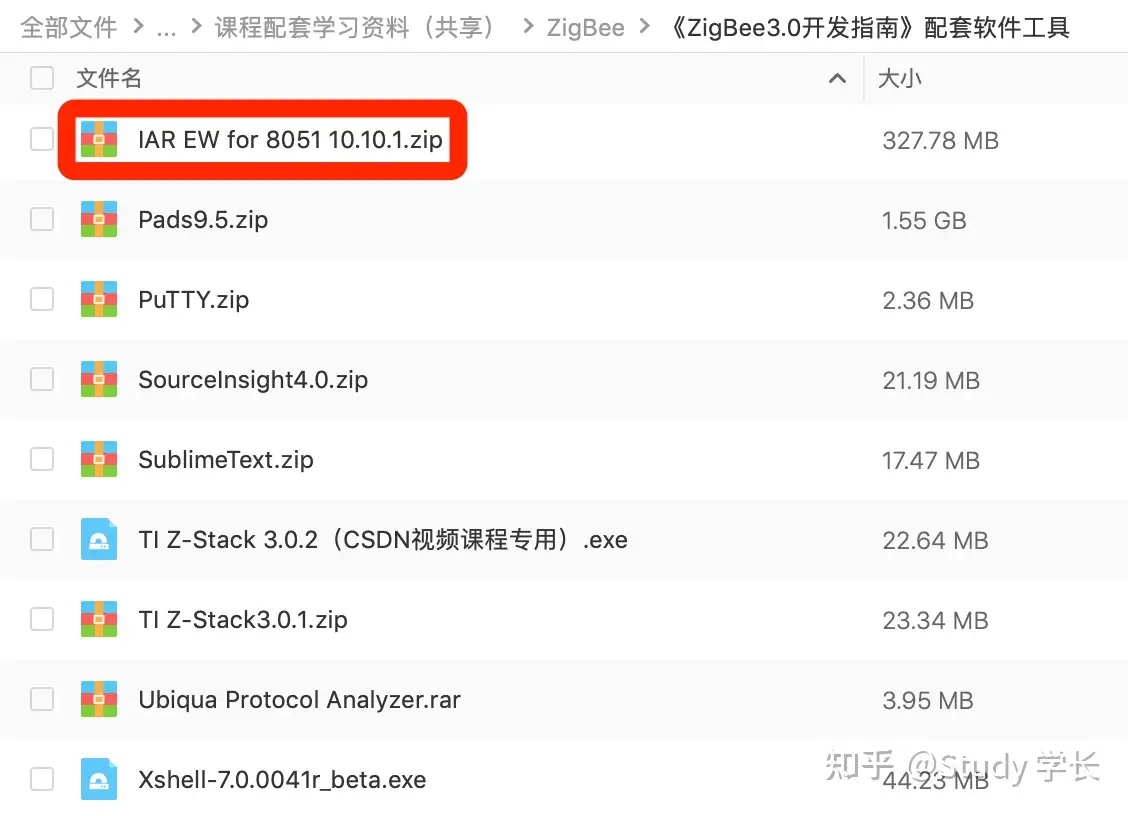 全部文件 > ... > 课程配套学习资料（共享） > ZigBee > 《ZigBee3.0开发指南》配套软件工具
文件名 大小
IAR EW for 8051 10.10.1.zip 327.78 MB
Pads9.5.zip 1.55 GB
PuTTY.zip 2.36 MB
SourceInsight4.0.zip 21.19 MB
SublimeText.zip 17.47 MB
TI Z-Stack 3.0.2（CSDN视频课程专用）.exe 22.64 MB
TI Z-Stack3.0.1.zip 23.34 MB
Ubiqua Protocol Analyzer.rar 3.95 MB
Xshell-7.0.0041r_beta.exe 44.23 MB
知乎 @Study 学长